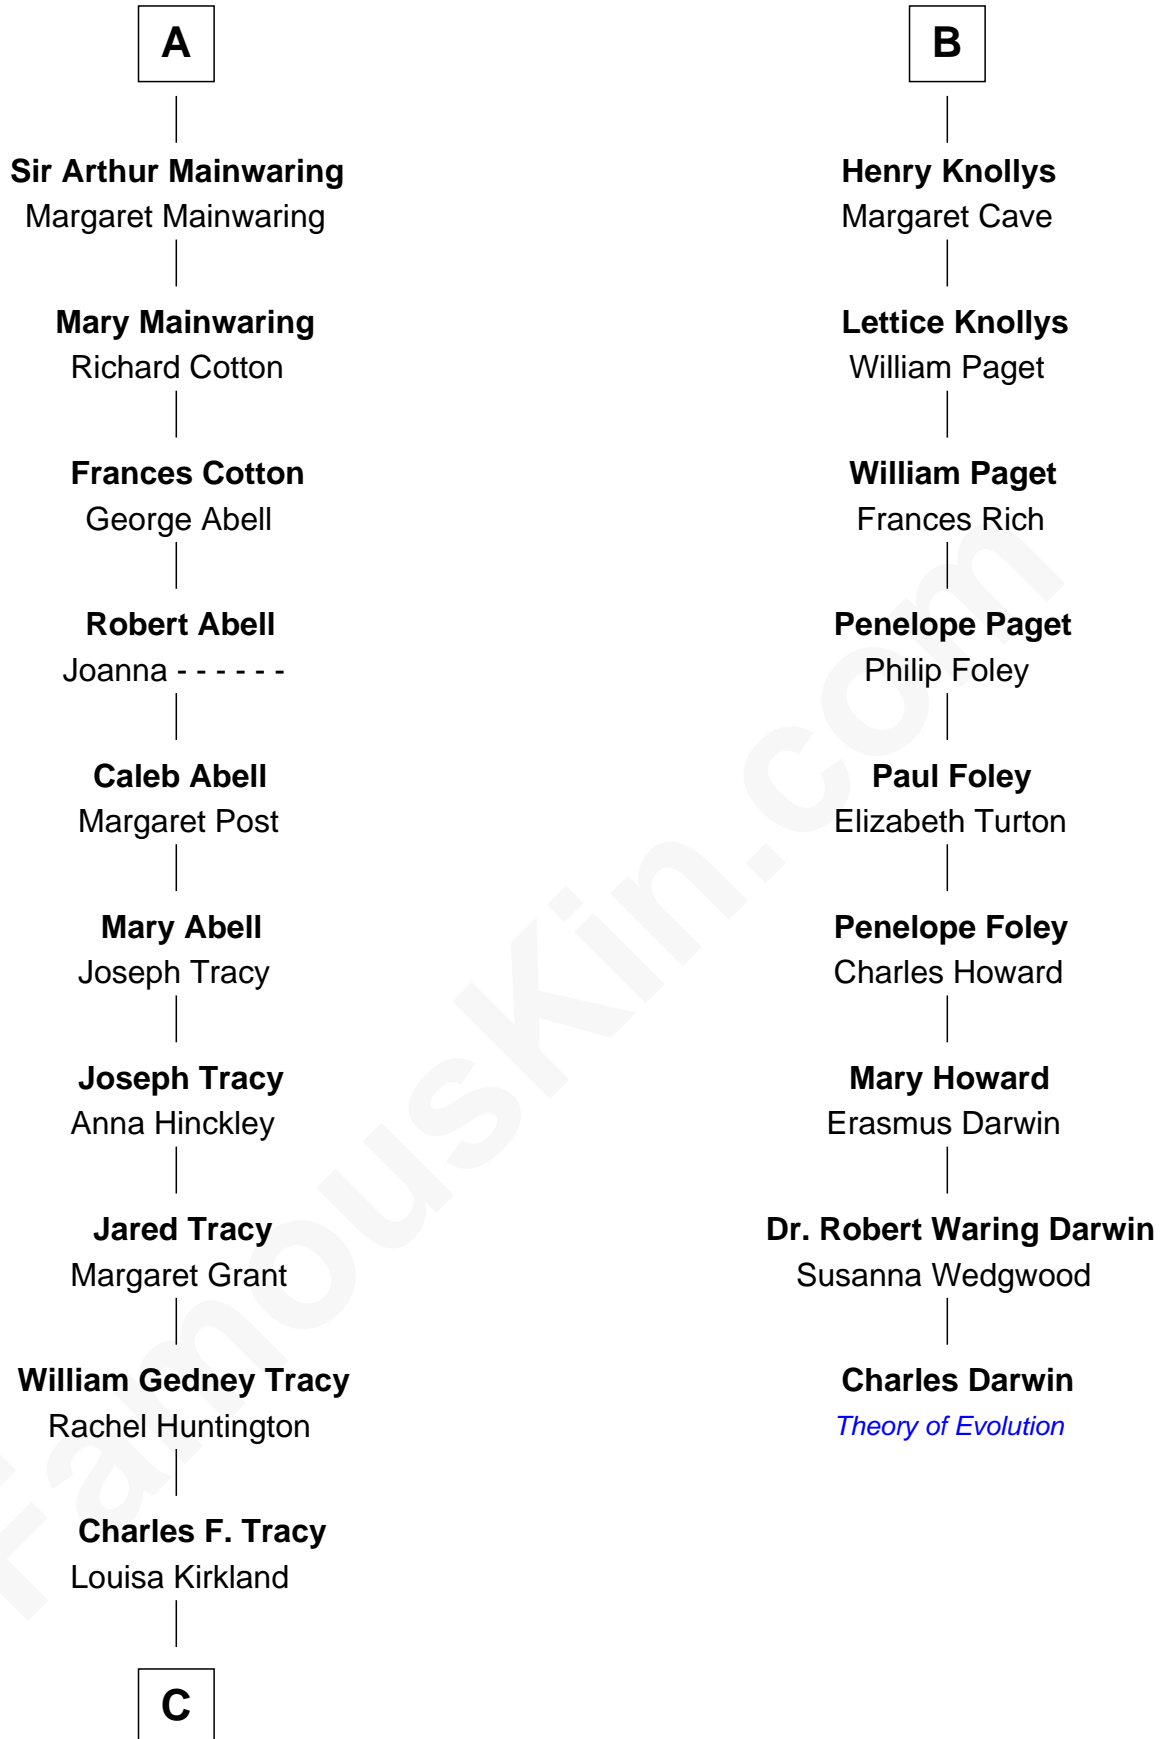 A
Sir Arthur Mainwaring
Margaret Mainwaring
Mary Mainwaring
Richard Cotton
Frances Cotton
George Abell
Robert Abell
Joanna - - - - - -
Caleb Abell
Margaret Post
Mary Abell
Joseph Tracy
Joseph Tracy
Anna Hinckley
Jared Tracy
Margaret Grant
William Gedney Tracy
Rachel Huntington
Charles F. Tracy
Louisa Kirkland
C
B
Henry Knollys
Margaret Cave
Lettice Knollys
William Paget
William Paget
Frances Rich
Penelope Paget
Philip Foley
Paul Foley
Elizabeth Turton
Penelope Foley
Charles Howard
Mary Howard
Erasmus Darwin
Dr. Robert Waring Darwin
Susanna Wedgwood
Charles Darwin
Theory of Evolution
FamousKin.com